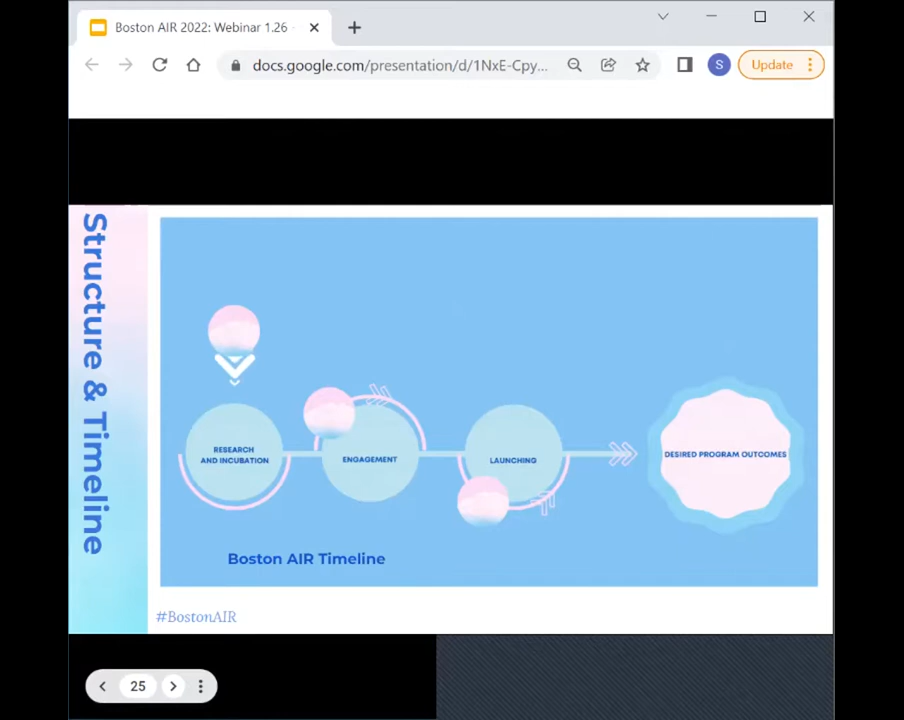 Boston AIR 2022: Webinar 1.26
docs.google.com/presentation/d/1NxE-Cpy...
S
Update
Structure & Timeline
RESEARCH
AND INCUBATION
ENGAGEMENT
LAUNCHING
DESIRED PROGRAM OUTCOMES
Boston AIR Timeline
#BostonAIR
25